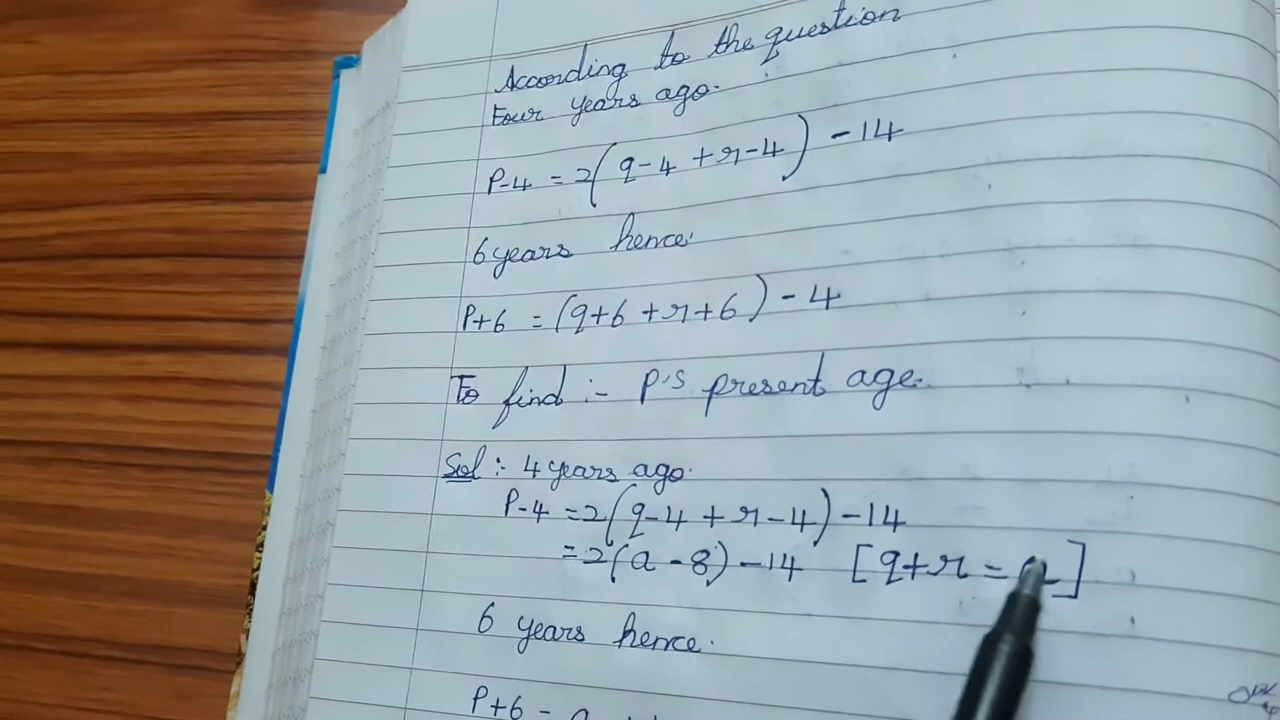 According to the question
Four years ago.
P-4 = 2(q-4+r-4) -14
6 years hence.
P+6 = (q+6+r+6) - 4
To find :- P's present age.
Sol :- 4 years ago.
P-4 = 2(q-4+r-4) -14
= 2(a-8) -14 [q+r = a]
6 years hence.
P+6 =